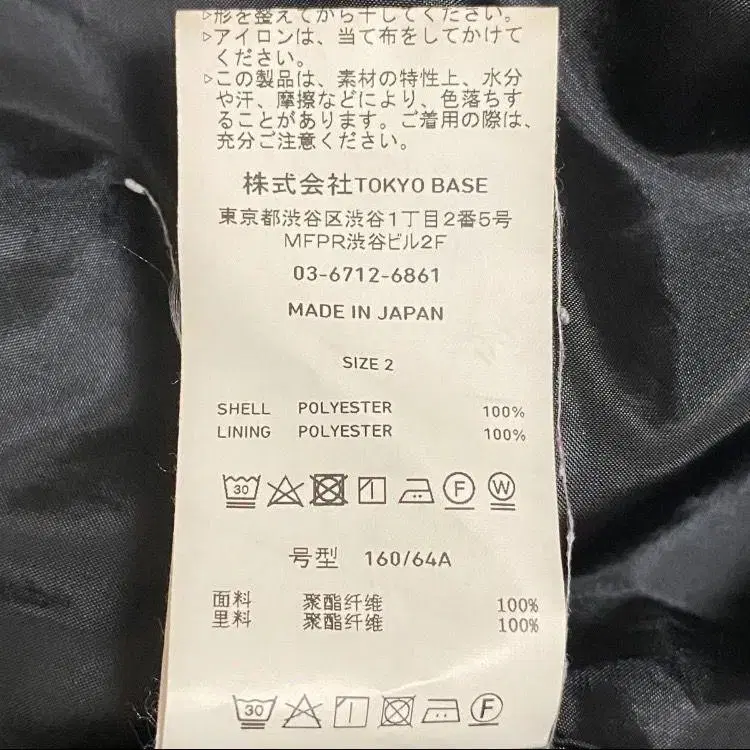 ▷形を整えてから干してください。
▷アイロンは、当て布をしてかけて
ください。
▷この製品は、素材の特性上、水分
や汗、摩擦などにより、色落ちす
ることがあります。ご着用の際は、
充分ご注意ください。
株式会社TOKYO BASE
東京都渋谷区渋谷1丁目2番5号
MFPR渋谷ビル2F
03-6712-6861
MADE IN JAPAN
SIZE 2
SHELL POLYESTER 100%
LINING POLYESTER 100%
30 F W
号型 160/64A
面料 聚酯纤维 100%
里料 聚酯纤维 100%
30 F